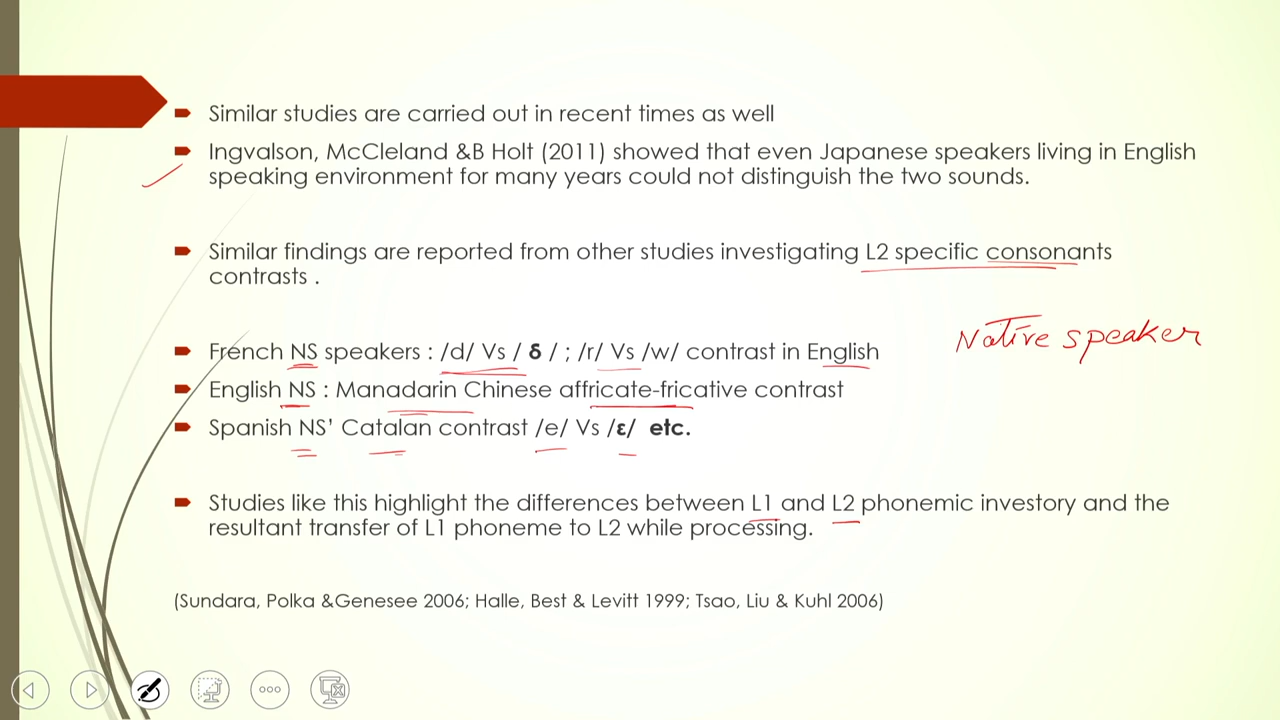 Similar studies are carried out in recent times as well
Ingvalson, McCleland &B Holt (2011) showed that even Japanese speakers living in English
speaking environment for many years could not distinguish the two sounds.
Similar findings are reported from other studies investigating L2 specific consonants
contrasts .
Native speaker
French NS speakers : /d/ Vs / δ / ; /r/ Vs /w/ contrast in English
English NS : Manadarin Chinese affricate-fricative contrast
Spanish NS’ Catalan contrast /e/ Vs /ε/ etc.
Studies like this highlight the differences between L1 and L2 phonemic investory and the
resultant transfer of L1 phoneme to L2 while processing.
(Sundara, Polka &Genesee 2006; Halle, Best & Levitt 1999; Tsao, Liu & Kuhl 2006)